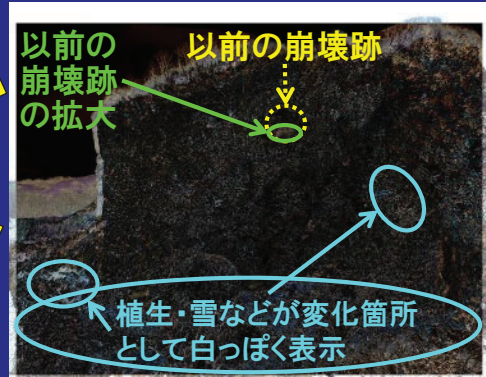 以前の
崩壊跡
の拡大
以前の崩壊跡
植生・雪などが変化箇所
として白っぽく表示